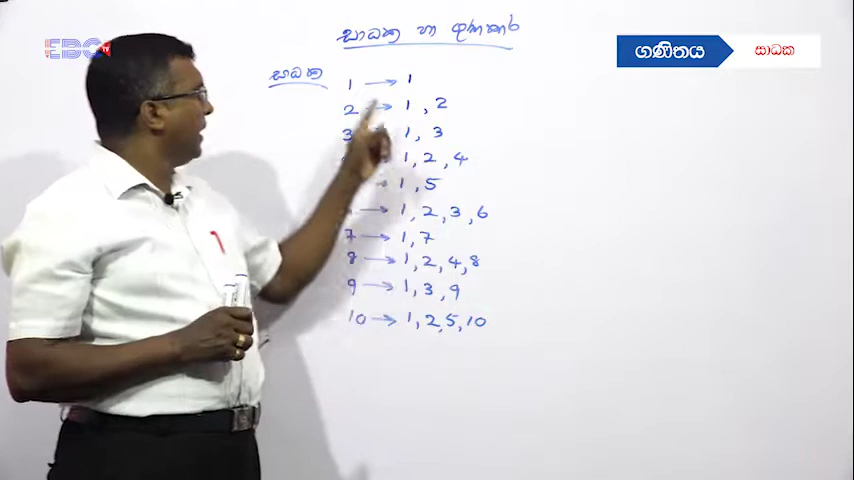 සාධක හා ගුණාකාර
EDC TV
ගණිතය
සාධක
සාධක
1 → 1
2 → 1, 2
3 → 1, 3
1, 2, 4
→ 1, 5
→ 1, 2, 3, 6
7 → 1, 7
8 → 1, 2, 4, 8
9 → 1, 3, 9
10 → 1, 2, 5, 10